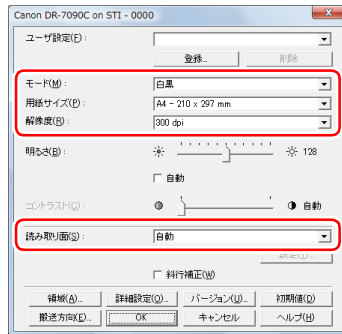 Canon DR-7090C on STI - 0000
ユーザ設定(F):
登録... 削除
モード(M): 白黒
用紙サイズ(P): A4 - 210 x 297 mm
解像度(R): 300 dpi
明るさ(B): 128
自動
コントラスト(C): 自動
読み取り面(S): 自動
設定(J)...
斜行補正(W)
領域(A)... 詳細設定(O)... バージョン(U)... 初期値(D)
搬送方向(E)... OK キャンセル ヘルプ(H)